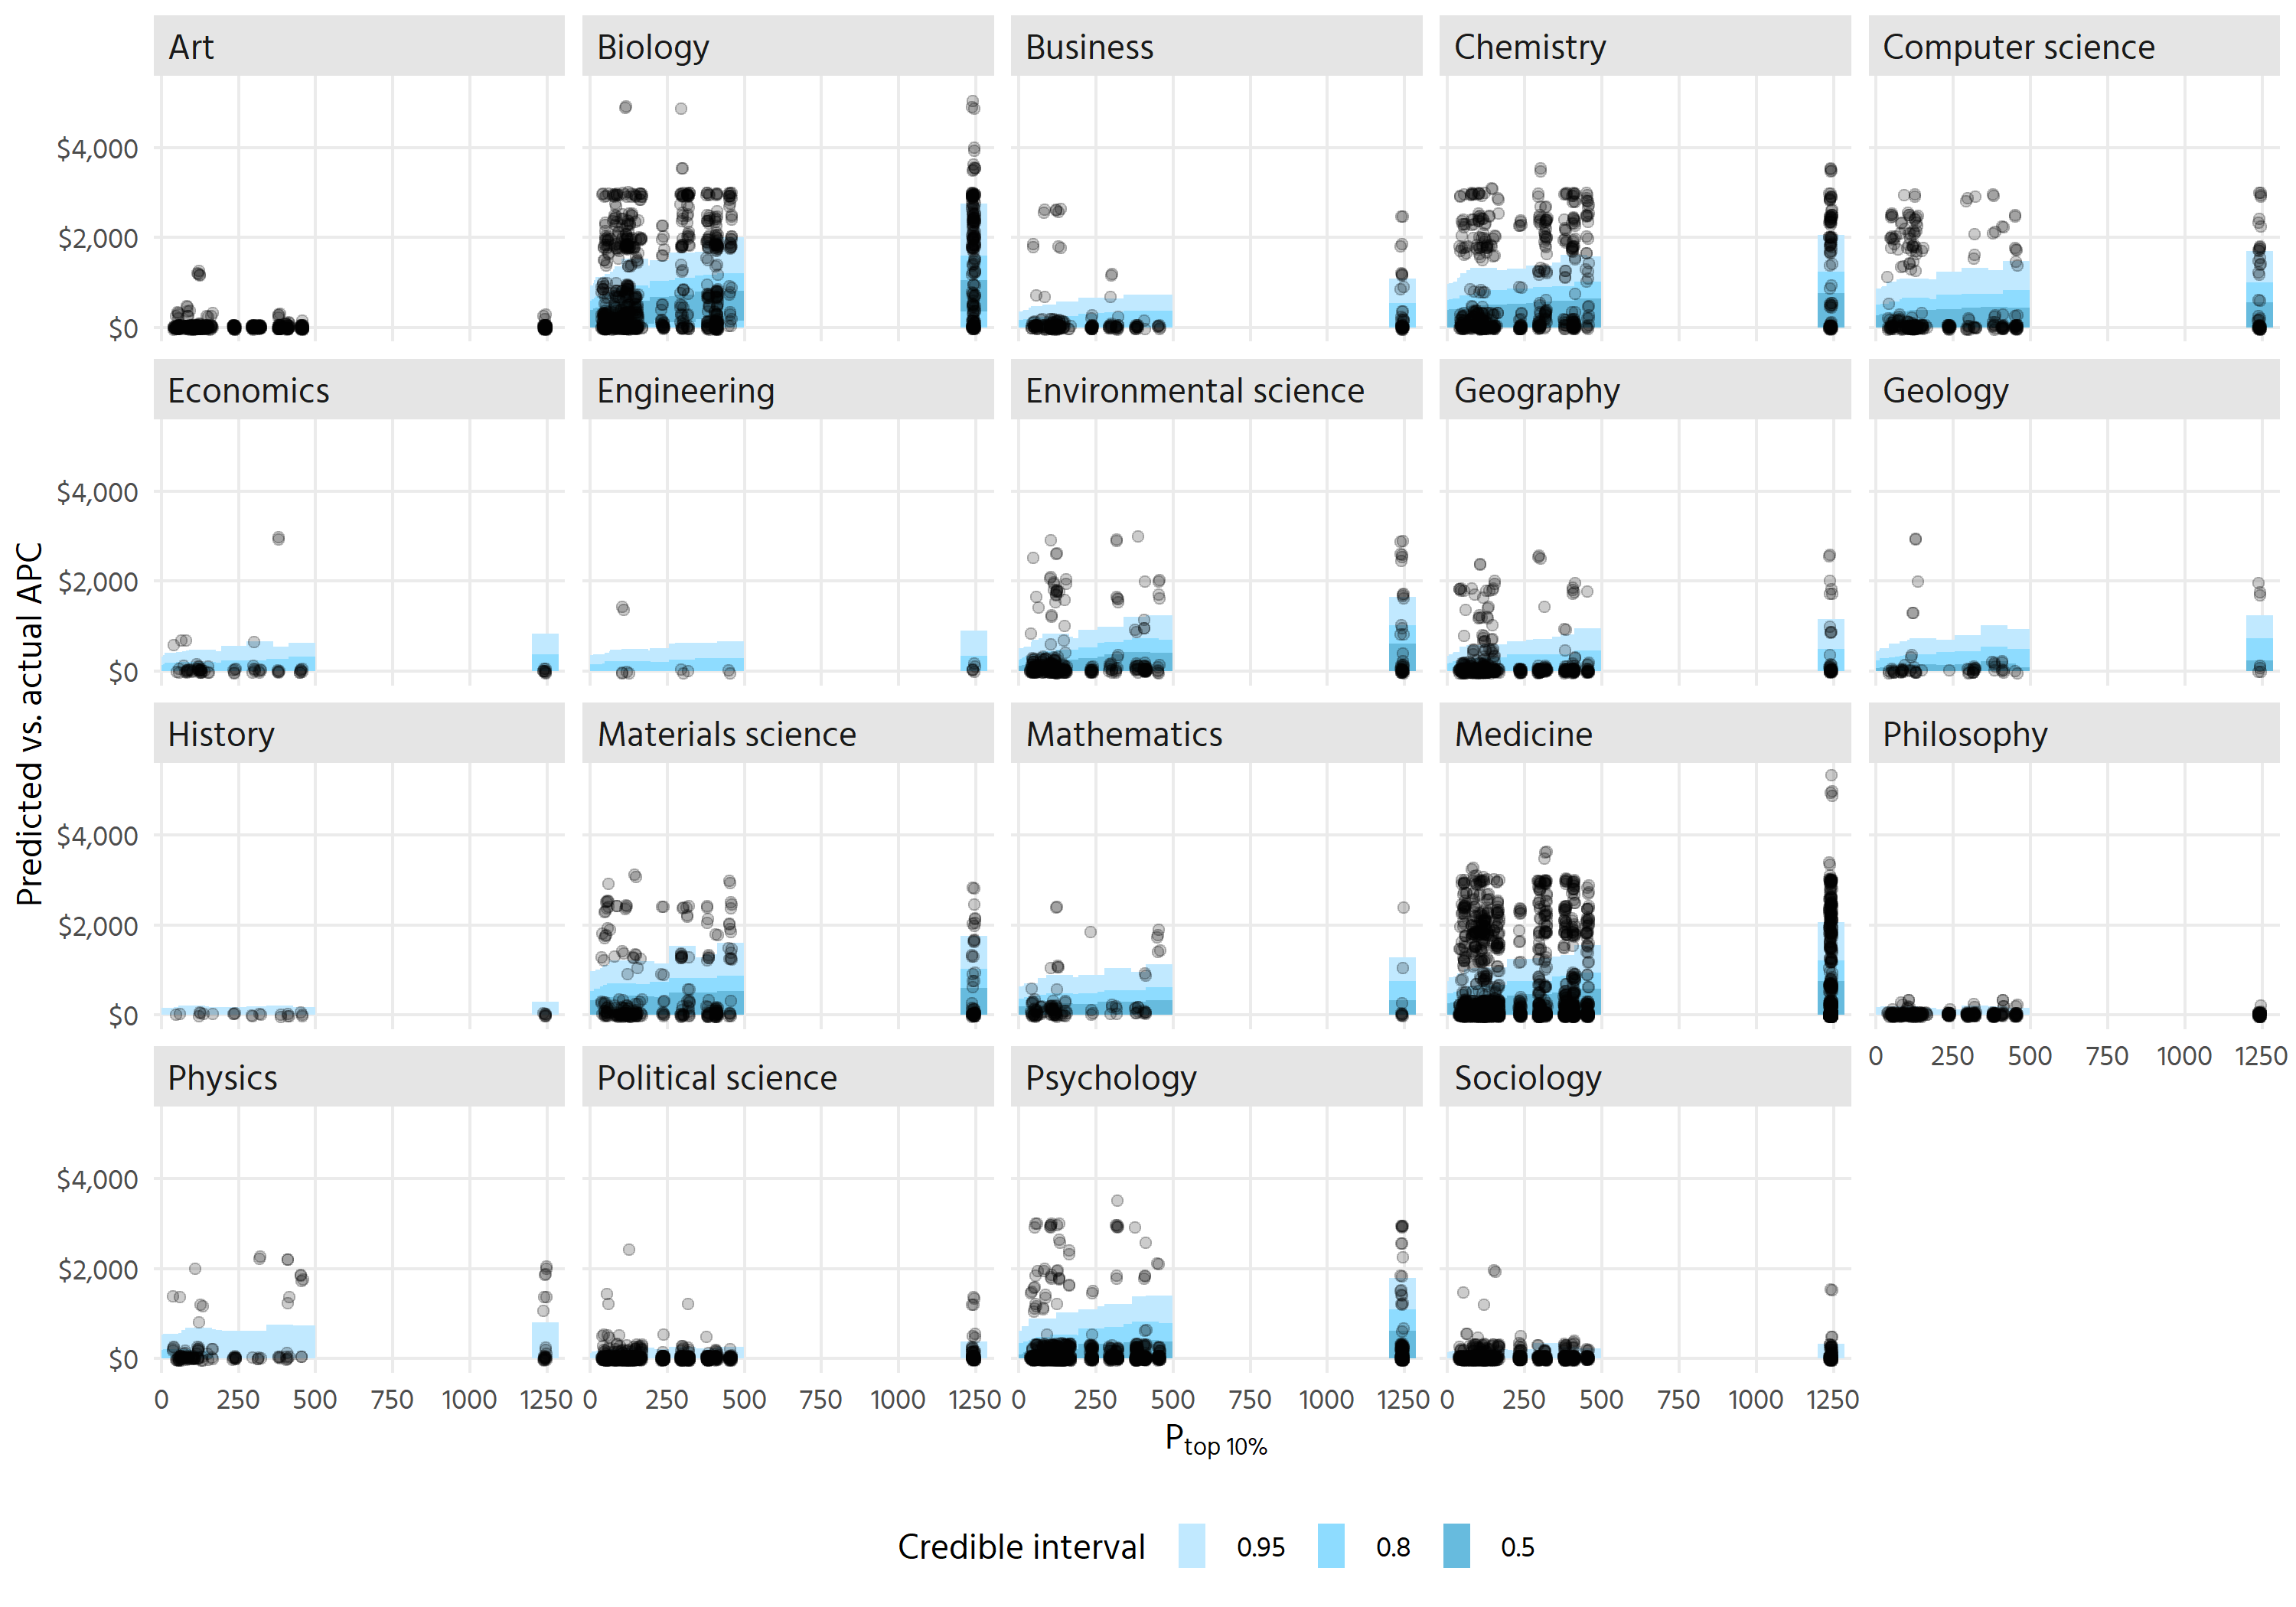 Art Biology Business Chemistry Computer science
$4,000
$2,000
$0
Economics Engineering Environmental science Geography Geology
$4,000
$2,000
$0
Predicted vs. actual APC
History Materials science Mathematics Medicine Philosophy
$4,000
$2,000
$0
0 250 500 750 1000 1250
Physics Political science Psychology Sociology
$4,000
$2,000
$0
0 250 500 750 1000 1250 0 250 500 750 1000 1250 0 250 500 750 1000 1250 0 250 500 750 1000 1250
Ptop 10%
Credible interval 0.95 0.8 0.5